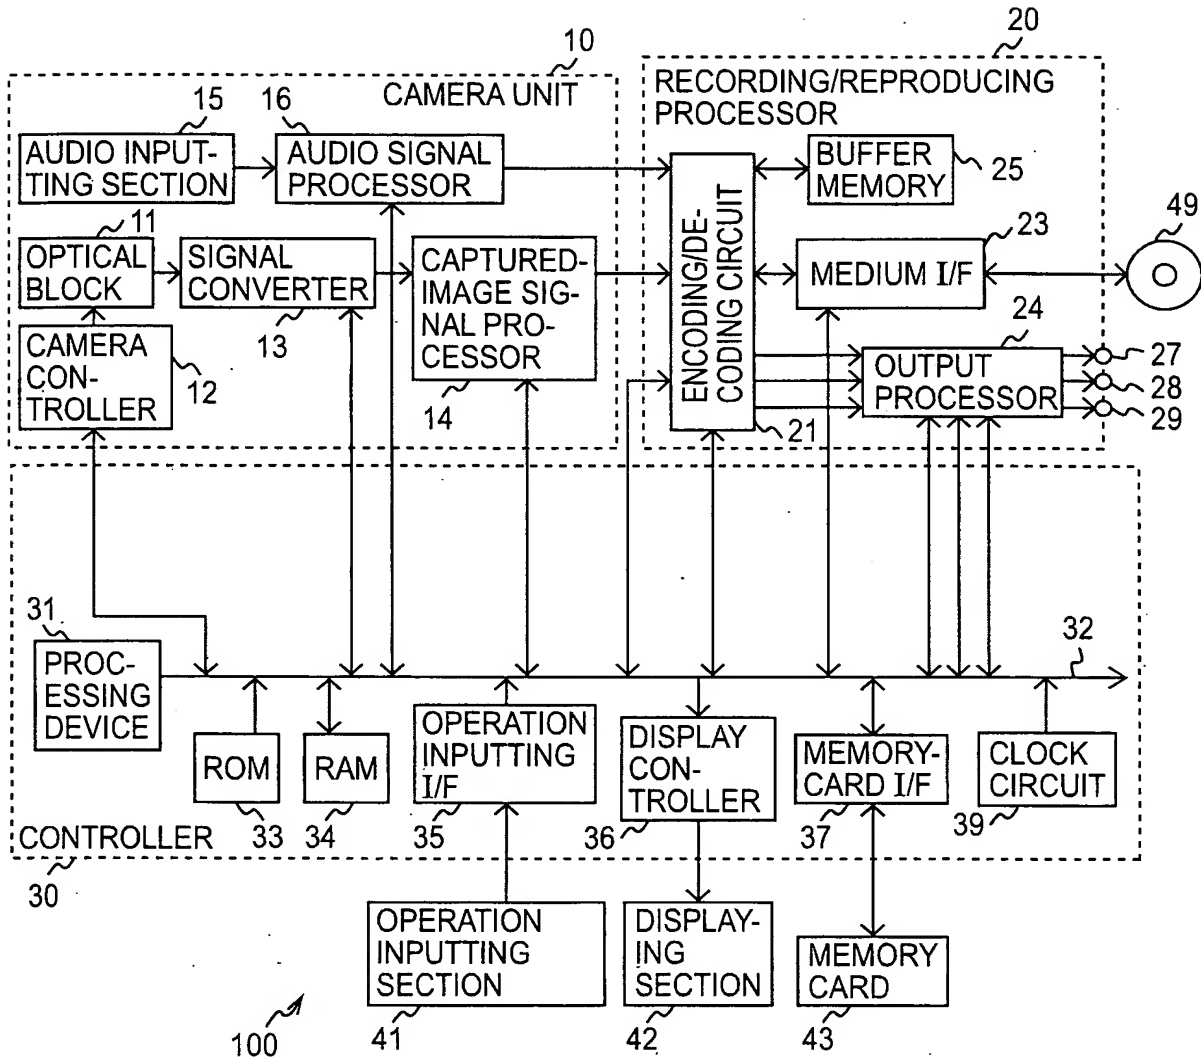 10
20
CAMERA UNIT
RECORDING/REPRODUCING
PROCESSOR
15
16
AUDIO INPUT-
TING SECTION
AUDIO SIGNAL
PROCESSOR
BUFFER
MEMORY
25
11
OPTICAL
BLOCK
SIGNAL
CONVERTER
13
CAPTURED-
IMAGE SIG-
NAL PRO-
CESSOR
14
ENCODING/DE-
CODING CIRCUIT
21
23
MEDIUM I/F
49
CAMERA
CON-
TROLLER
12
24
OUTPUT
PROCESSOR
27
28
29
31
PROC-
ESSING
DEVICE
32
ROM
33
RAM
34
OPERATION
INPUTTING
I/F
35
DISPLAY
CON-
TROLLER
36
MEMORY-
CARD I/F
37
CLOCK
CIRCUIT
39
CONTROLLER
30
OPERATION
INPUTTING
SECTION
41
DISPLAY-
ING
SECTION
42
MEMORY
CARD
43
100